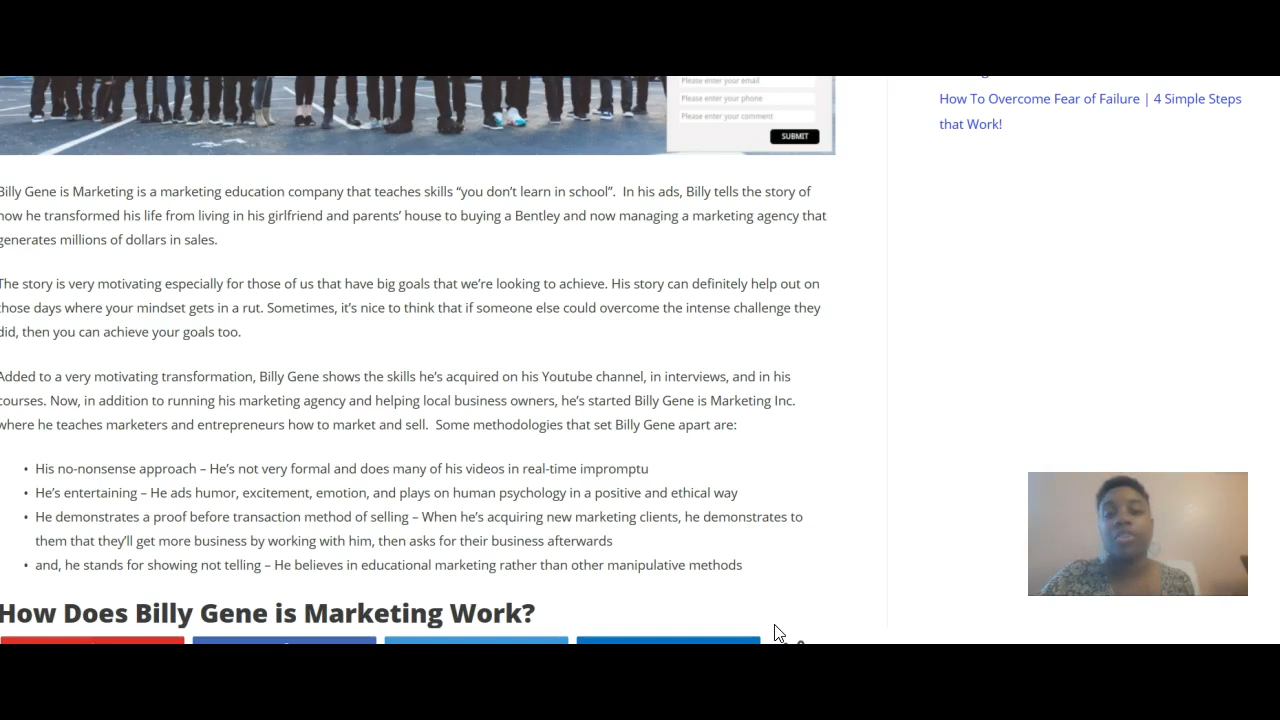 Please enter your email
Please enter your phone
Please enter your comment
SUBMIT
How To Overcome Fear of Failure | 4 Simple Steps
that Work!
Billy Gene is Marketing is a marketing education company that teaches skills “you don’t learn in school”.  In his ads, Billy tells the story of
how he transformed his life from living in his girlfriend and parents’ house to buying a Bentley and now managing a marketing agency that
generates millions of dollars in sales.
The story is very motivating especially for those of us that have big goals that we’re looking to achieve. His story can definitely help out on
those days where your mindset gets in a rut. Sometimes, it’s nice to think that if someone else could overcome the intense challenge they
did, then you can achieve your goals too.
Added to a very motivating transformation, Billy Gene shows the skills he’s acquired on his Youtube channel, in interviews, and in his
courses. Now, in addition to running his marketing agency and helping local business owners, he’s started Billy Gene is Marketing Inc.
where he teaches marketers and entrepreneurs how to market and sell.  Some methodologies that set Billy Gene apart are:
• His no-nonsense approach – He’s not very formal and does many of his videos in real-time impromptu
• He’s entertaining – He ads humor, excitement, emotion, and plays on human psychology in a positive and ethical way
• He demonstrates a proof before transaction method of selling – When he’s acquiring new marketing clients, he demonstrates to
them that they’ll get more business by working with him, then asks for their business afterwards
• and, he stands for showing not telling – He believes in educational marketing rather than other manipulative methods
How Does Billy Gene is Marketing Work?